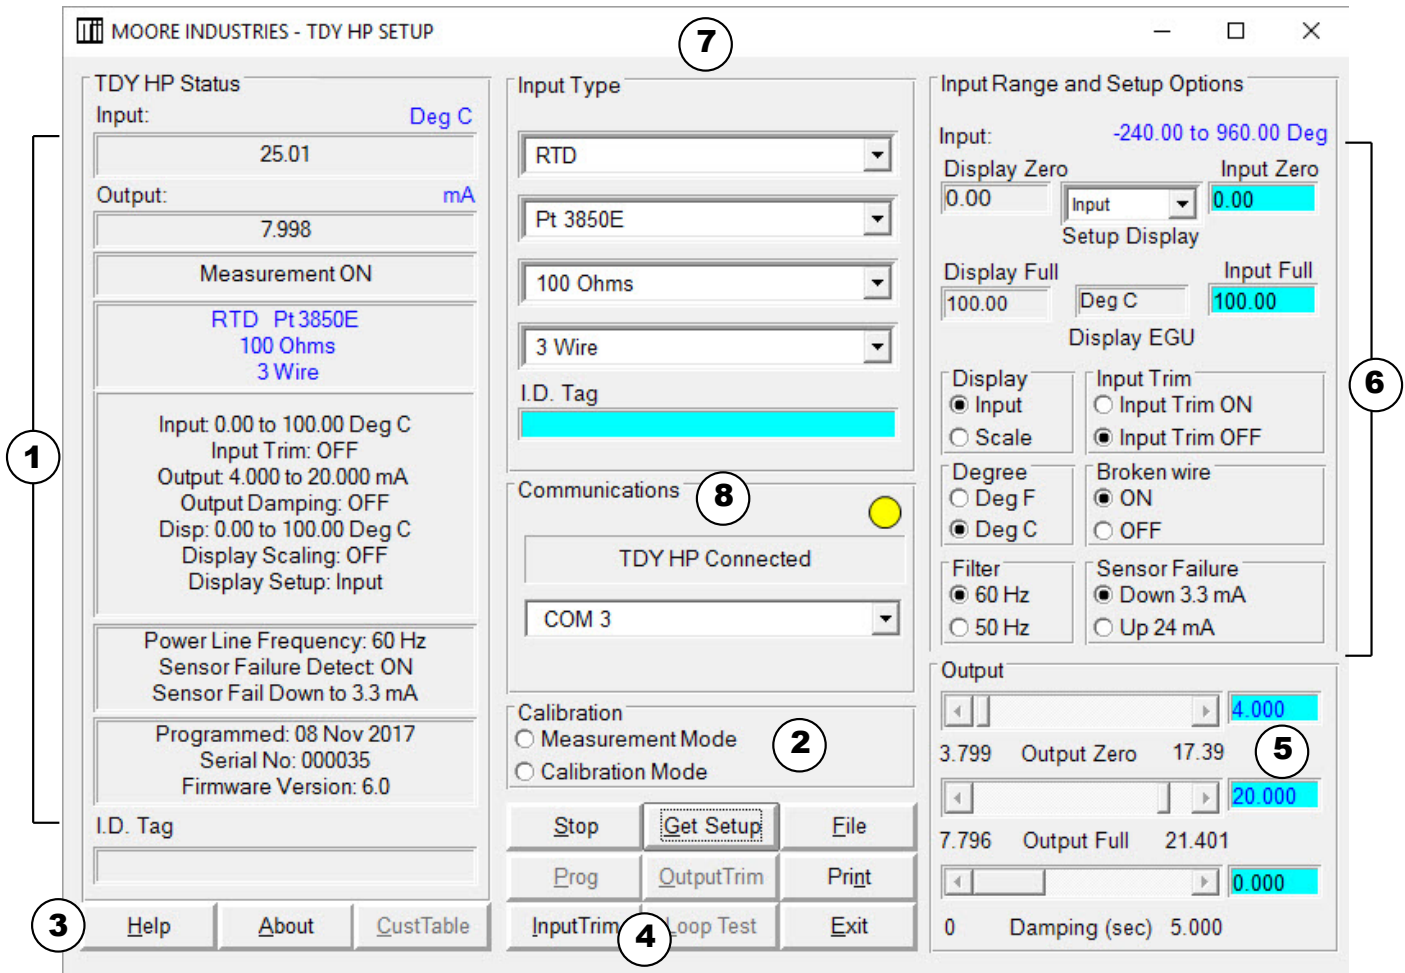 MOORE INDUSTRIES - TDY HP SETUP
7
TDY HP Status
Input: Deg C
25.01
Output: mA
7.998
Measurement ON
RTD Pt 3850E
100 Ohms
3 Wire
Input: 0.00 to 100.00 Deg C
Input Trim: OFF
Output: 4.000 to 20.000 mA
Output Damping: OFF
Disp: 0.00 to 100.00 Deg C
Display Scaling: OFF
Display Setup: Input
Power Line Frequency: 60 Hz
Sensor Failure Detect: ON
Sensor Fail Down to 3.3 mA
Programmed: 08 Nov 2017
Serial No: 000035
Firmware Version: 6.0
I.D. Tag
1
3
Help About CustTable
Input Type
RTD
Pt 3850E
100 Ohms
3 Wire
I.D. Tag
Communications
8
TDY HP Connected
COM 3
Calibration
Measurement Mode
Calibration Mode
2
Stop Get Setup File
Prog OutputTrim Print
InputTrim Loop Test Exit
4
Input Range and Setup Options
Input: -240.00 to 960.00 Deg
Display Zero Input Zero
0.00 Input 0.00
Setup Display
Display Full Input Full
100.00 Deg C 100.00
Display EGU
Display Input Trim
Input Input Trim ON
Scale Input Trim OFF
Degree Broken wire
Deg F ON
Deg C OFF
Filter Sensor Failure
60 Hz Down 3.3 mA
50 Hz Up 24 mA
6
Output
4.000
3.799 Output Zero 17.39
5
20.000
7.796 Output Full 21.401
0.000
0 Damping (sec) 5.000